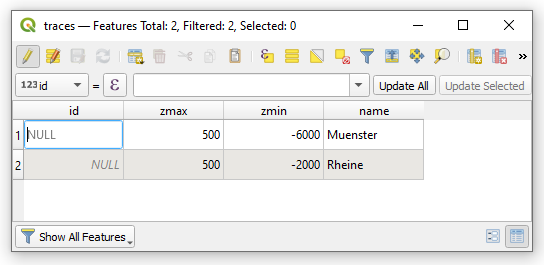 traces — Features Total: 2, Filtered: 2, Selected: 0
123 id = ε Update All Update Selected
id zmax zmin name
1 NULL 500 -6000 Muenster
2 NULL 500 -2000 Rheine
Show All Features